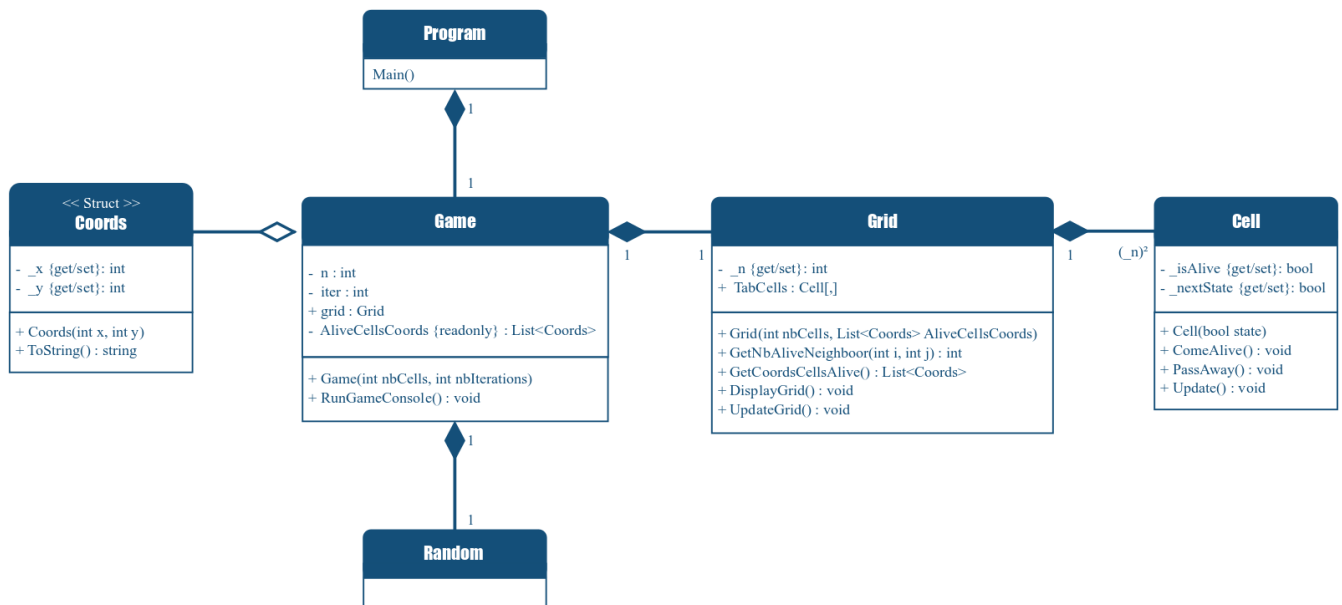 Program
Main()
1
1
<< Struct >>
Coords
- _x {get/set}: int
- _y {get/set}: int
+ Coords(int x, int y)
+ ToString() : string
Game
- n : int
- iter : int
+ grid : Grid
- AliveCellsCoords {readonly} : List<Coords>
+ Game(int nbCells, int nbIterations)
+ RunGameConsole() : void
1
1
Grid
- _n {get/set}: int
+ TabCells : Cell[,]
+ Grid(int nbCells, List<Coords> AliveCellsCoords)
+ GetNbAliveNeighboor(int i, int j) : int
+ GetCoordsCellsAlive() : List<Coords>
+ DisplayGrid() : void
+ UpdateGrid() : void
1
(_n)²
Cell
- _isAlive {get/set}: bool
- _nextState {get/set}: bool
+ Cell(bool state)
+ ComeAlive() : void
+ PassAway() : void
+ Update() : void
1
1
Random